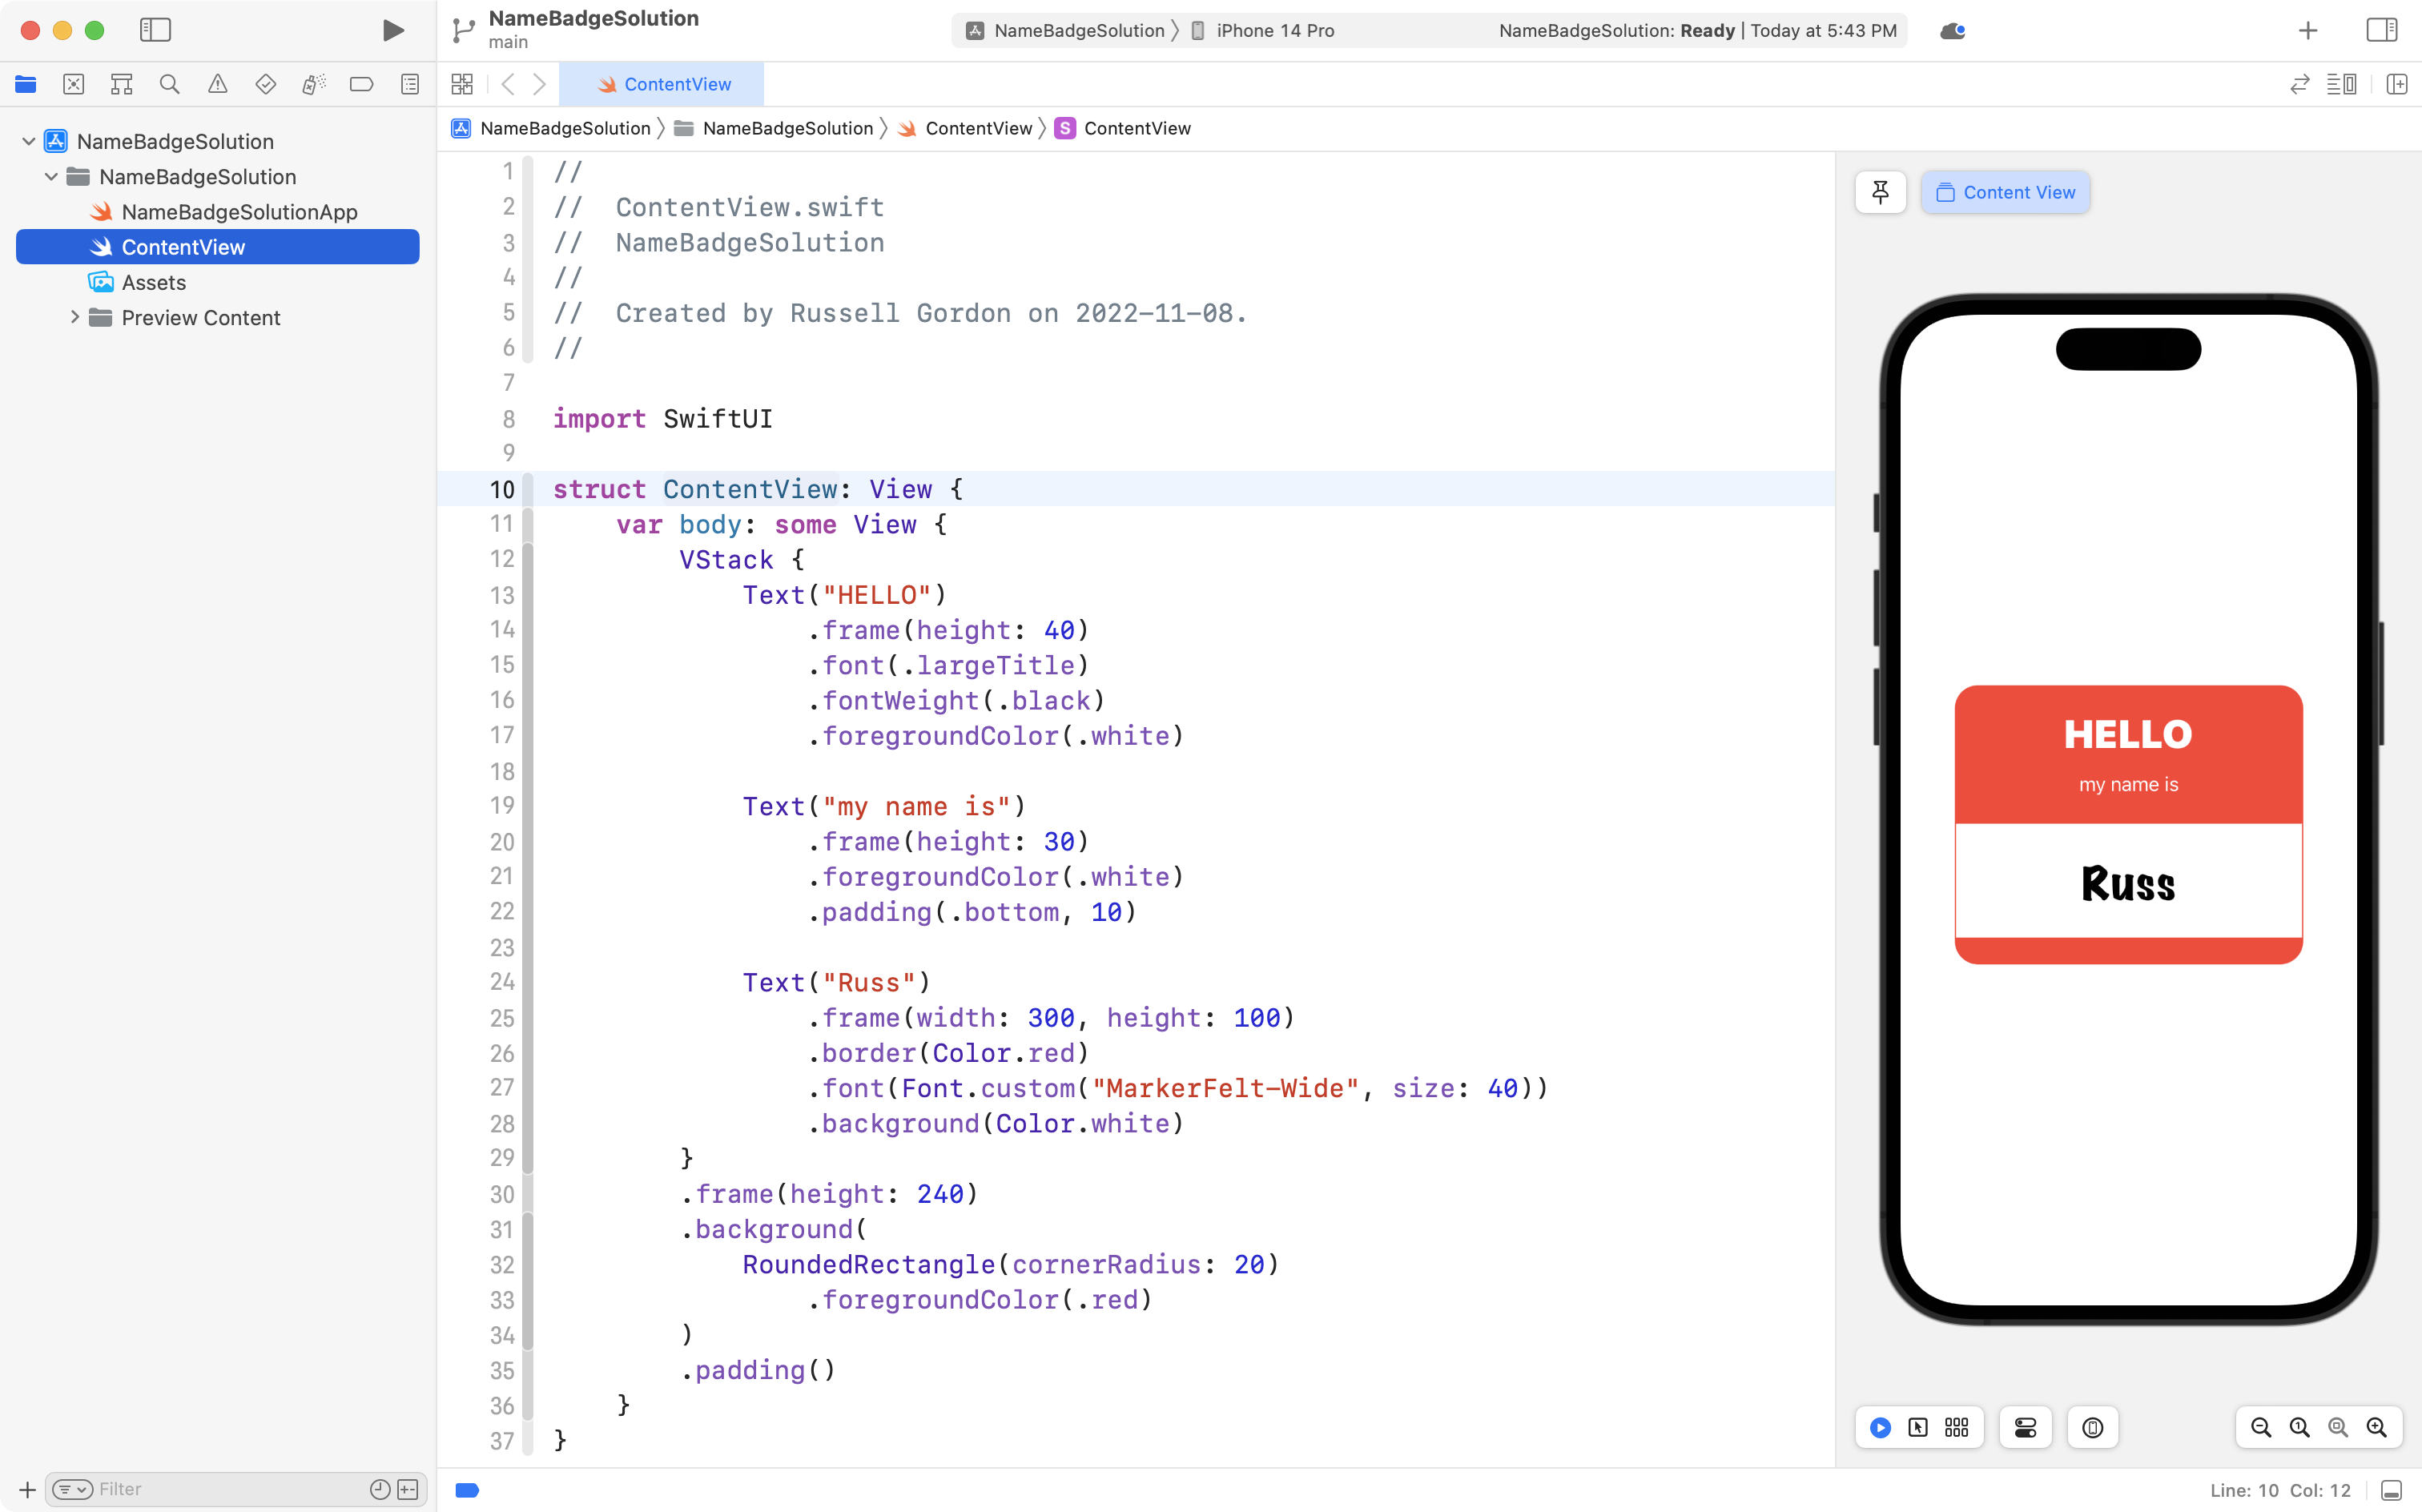 NameBadgeSolution
main
NameBadgeSolution
iPhone 14 Pro
NameBadgeSolution: Ready | Today at 5:43 PM
ContentView
NameBadgeSolution
NameBadgeSolution
ContentView
S
ContentView
NameBadgeSolution
NameBadgeSolution
NameBadgeSolutionApp
ContentView
Assets
Preview Content
1 //
2 //  ContentView.swift
3 //  NameBadgeSolution
4 //
5 //  Created by Russell Gordon on 2022-11-08.
6 //
7
8 import SwiftUI
9
10 struct ContentView: View {
11     var body: some View {
12         VStack {
13             Text("HELLO")
14                 .frame(height: 40)
15                 .font(.largeTitle)
16                 .fontWeight(.black)
17                 .foregroundColor(.white)
18
19             Text("my name is")
20                 .frame(height: 30)
21                 .foregroundColor(.white)
22                 .padding(.bottom, 10)
23
24             Text("Russ")
25                 .frame(width: 300, height: 100)
26                 .border(Color.red)
27                 .font(Font.custom("MarkerFelt-Wide", size: 40))
28                 .background(Color.white)
29         }
30         .frame(height: 240)
31         .background(
32             RoundedRectangle(cornerRadius: 20)
33                 .foregroundColor(.red)
34         )
35         .padding()
36     }
37 }
Content View
HELLO
my name is
Russ
Filter
Line: 10 Col: 12